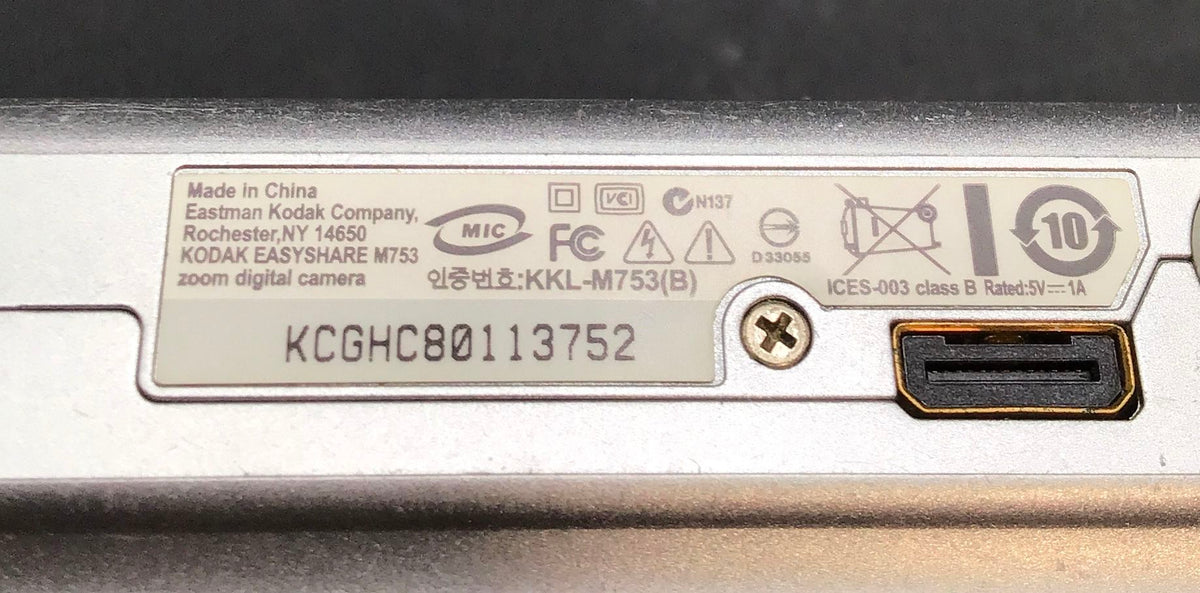 Made in China
Eastman Kodak Company,
Rochester,NY 14650
KODAK EASYSHARE M753
zoom digital camera
MIC
VCI
N137
FC
D33055
10
인증번호:KKL-M753(B)
ICES-003 class B Rated:5V⎓1A
KCGHC80113752